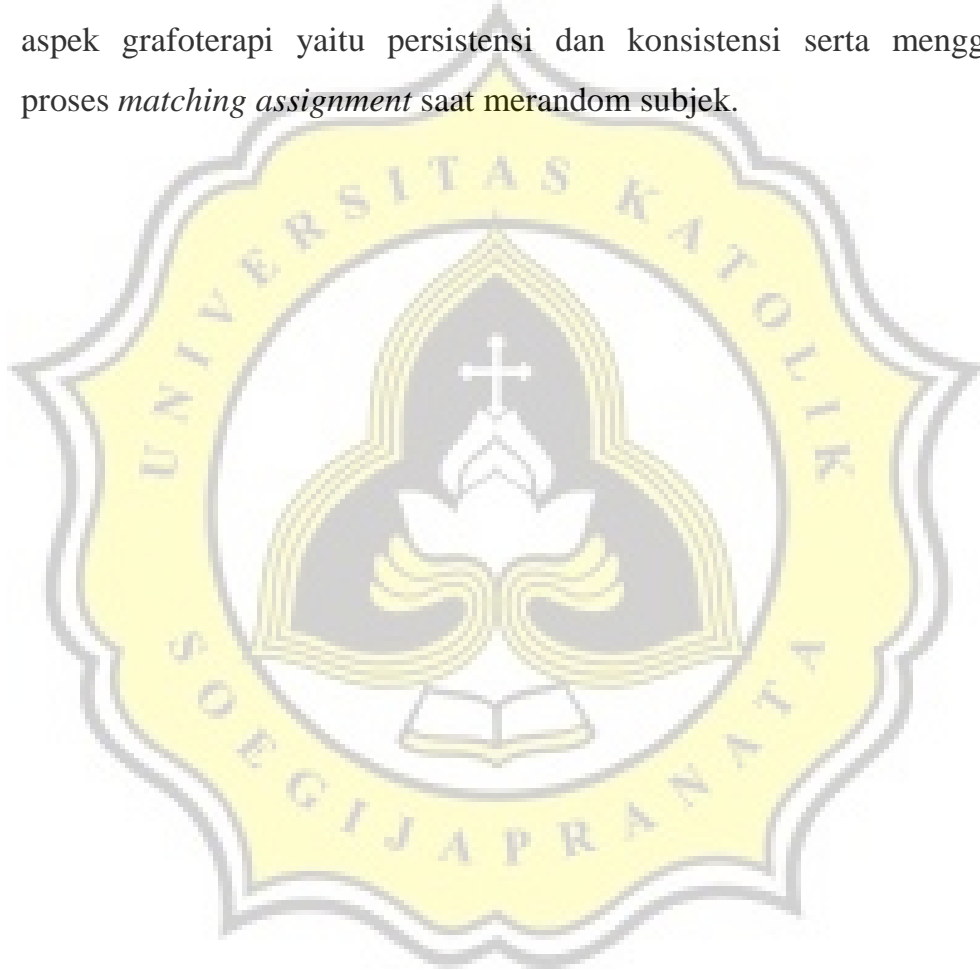 aspek grafoterapi yaitu persistensi dan konsistensi serta mengg
proses matching assignment saat merandom subjek.
UNIVERSITAS KATOLIK
SOEGIJAPRANATA